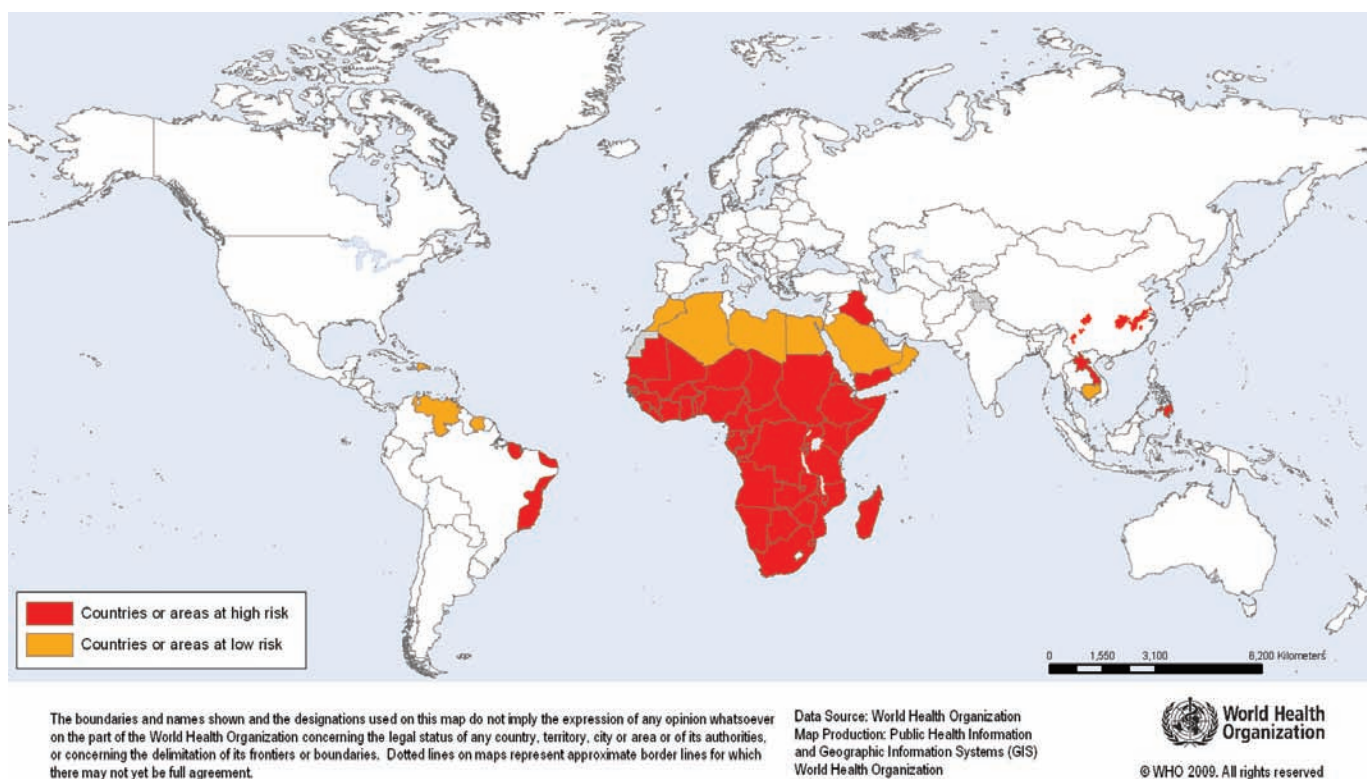 Countries or areas at high risk
Countries or areas at low risk
0 1,550 3,100 6,200 Kilometers
The boundaries and names shown and the designations used on this map do not imply the expression of any opinion whatsoever
on the part of the World Health Organization concerning the legal status of any country, territory, city or area or of its authorities,
or concerning the delimitation of its frontiers or boundaries. Dotted lines on maps represent approximate border lines for which
there may not yet be full agreement.
Data Source: World Health Organization
Map Production: Public Health Information
and Geographic Information Systems (GIS)
World Health Organization
World Health
Organization
© WHO 2009. All rights reserved